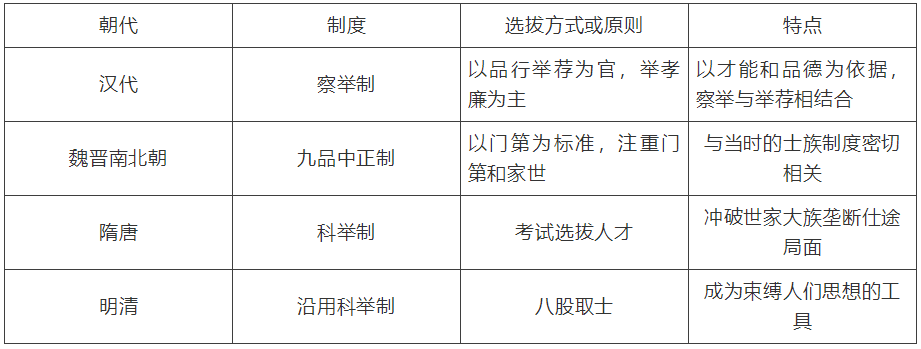 朝代 制度 选拔方式或原则 特点
汉代 察举制 以品行举荐为官，举孝 以才能和品德为依据，
廉为主 察举与举荐相结合
魏晋南北朝 九品中正制 以门第为标准，注重门 与当时的士族制度密切
第和家世 相关
隋唐 科举制 考试选拔人才 冲破世家大族垄断仕途
局面
明清 沿用科举制 八股取士 成为束缚人们思想的工
具